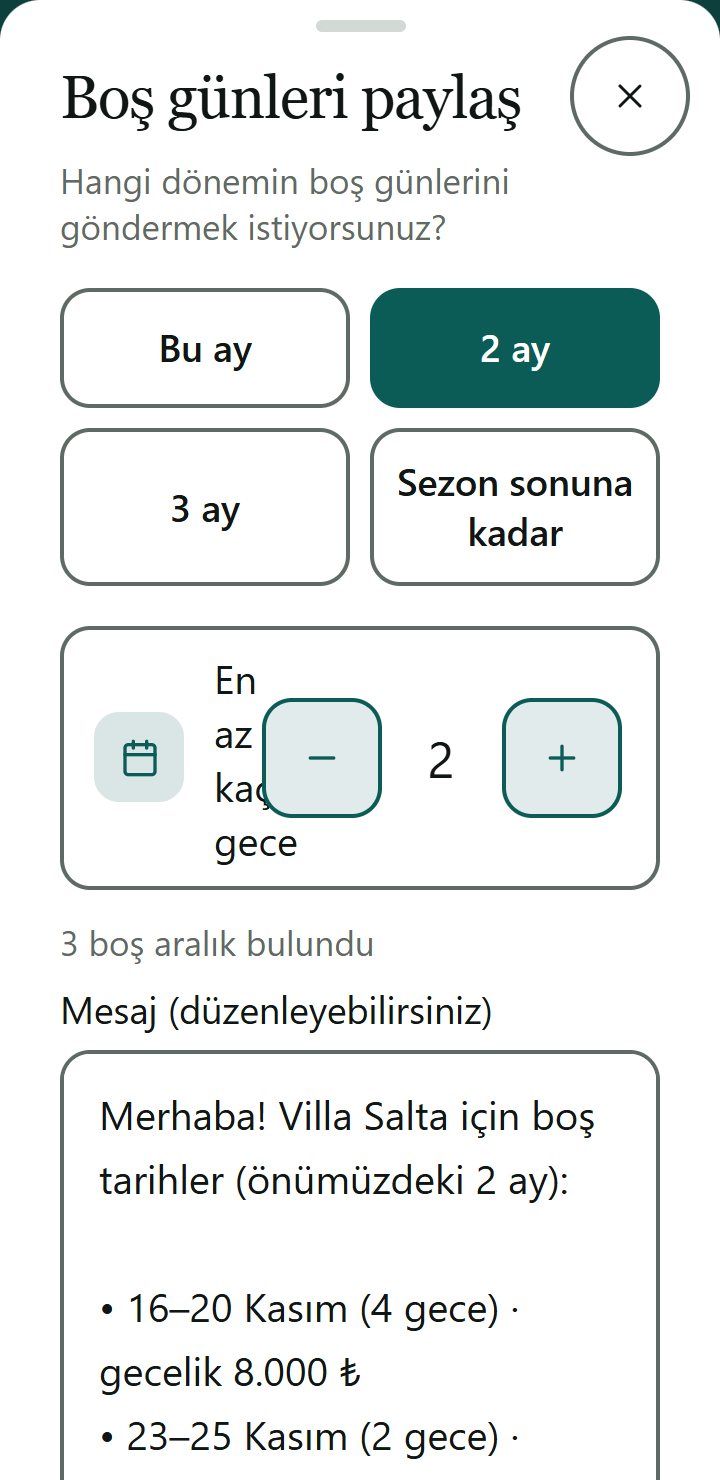 Boş günleri paylaş
Hangi dönemin boş günlerini
göndermek istiyorsunuz?
Bu ay
2 ay
3 ay
Sezon sonuna
kadar
En
az
kaç
gece
2
3 boş aralık bulundu
Mesaj (düzenleyebilirsiniz)
Merhaba! Villa Salta için boş
tarihler (önümüzdeki 2 ay):
• 16–20 Kasım (4 gece) ·
gecelik 8.000 ₺
• 23–25 Kasım (2 gece) ·